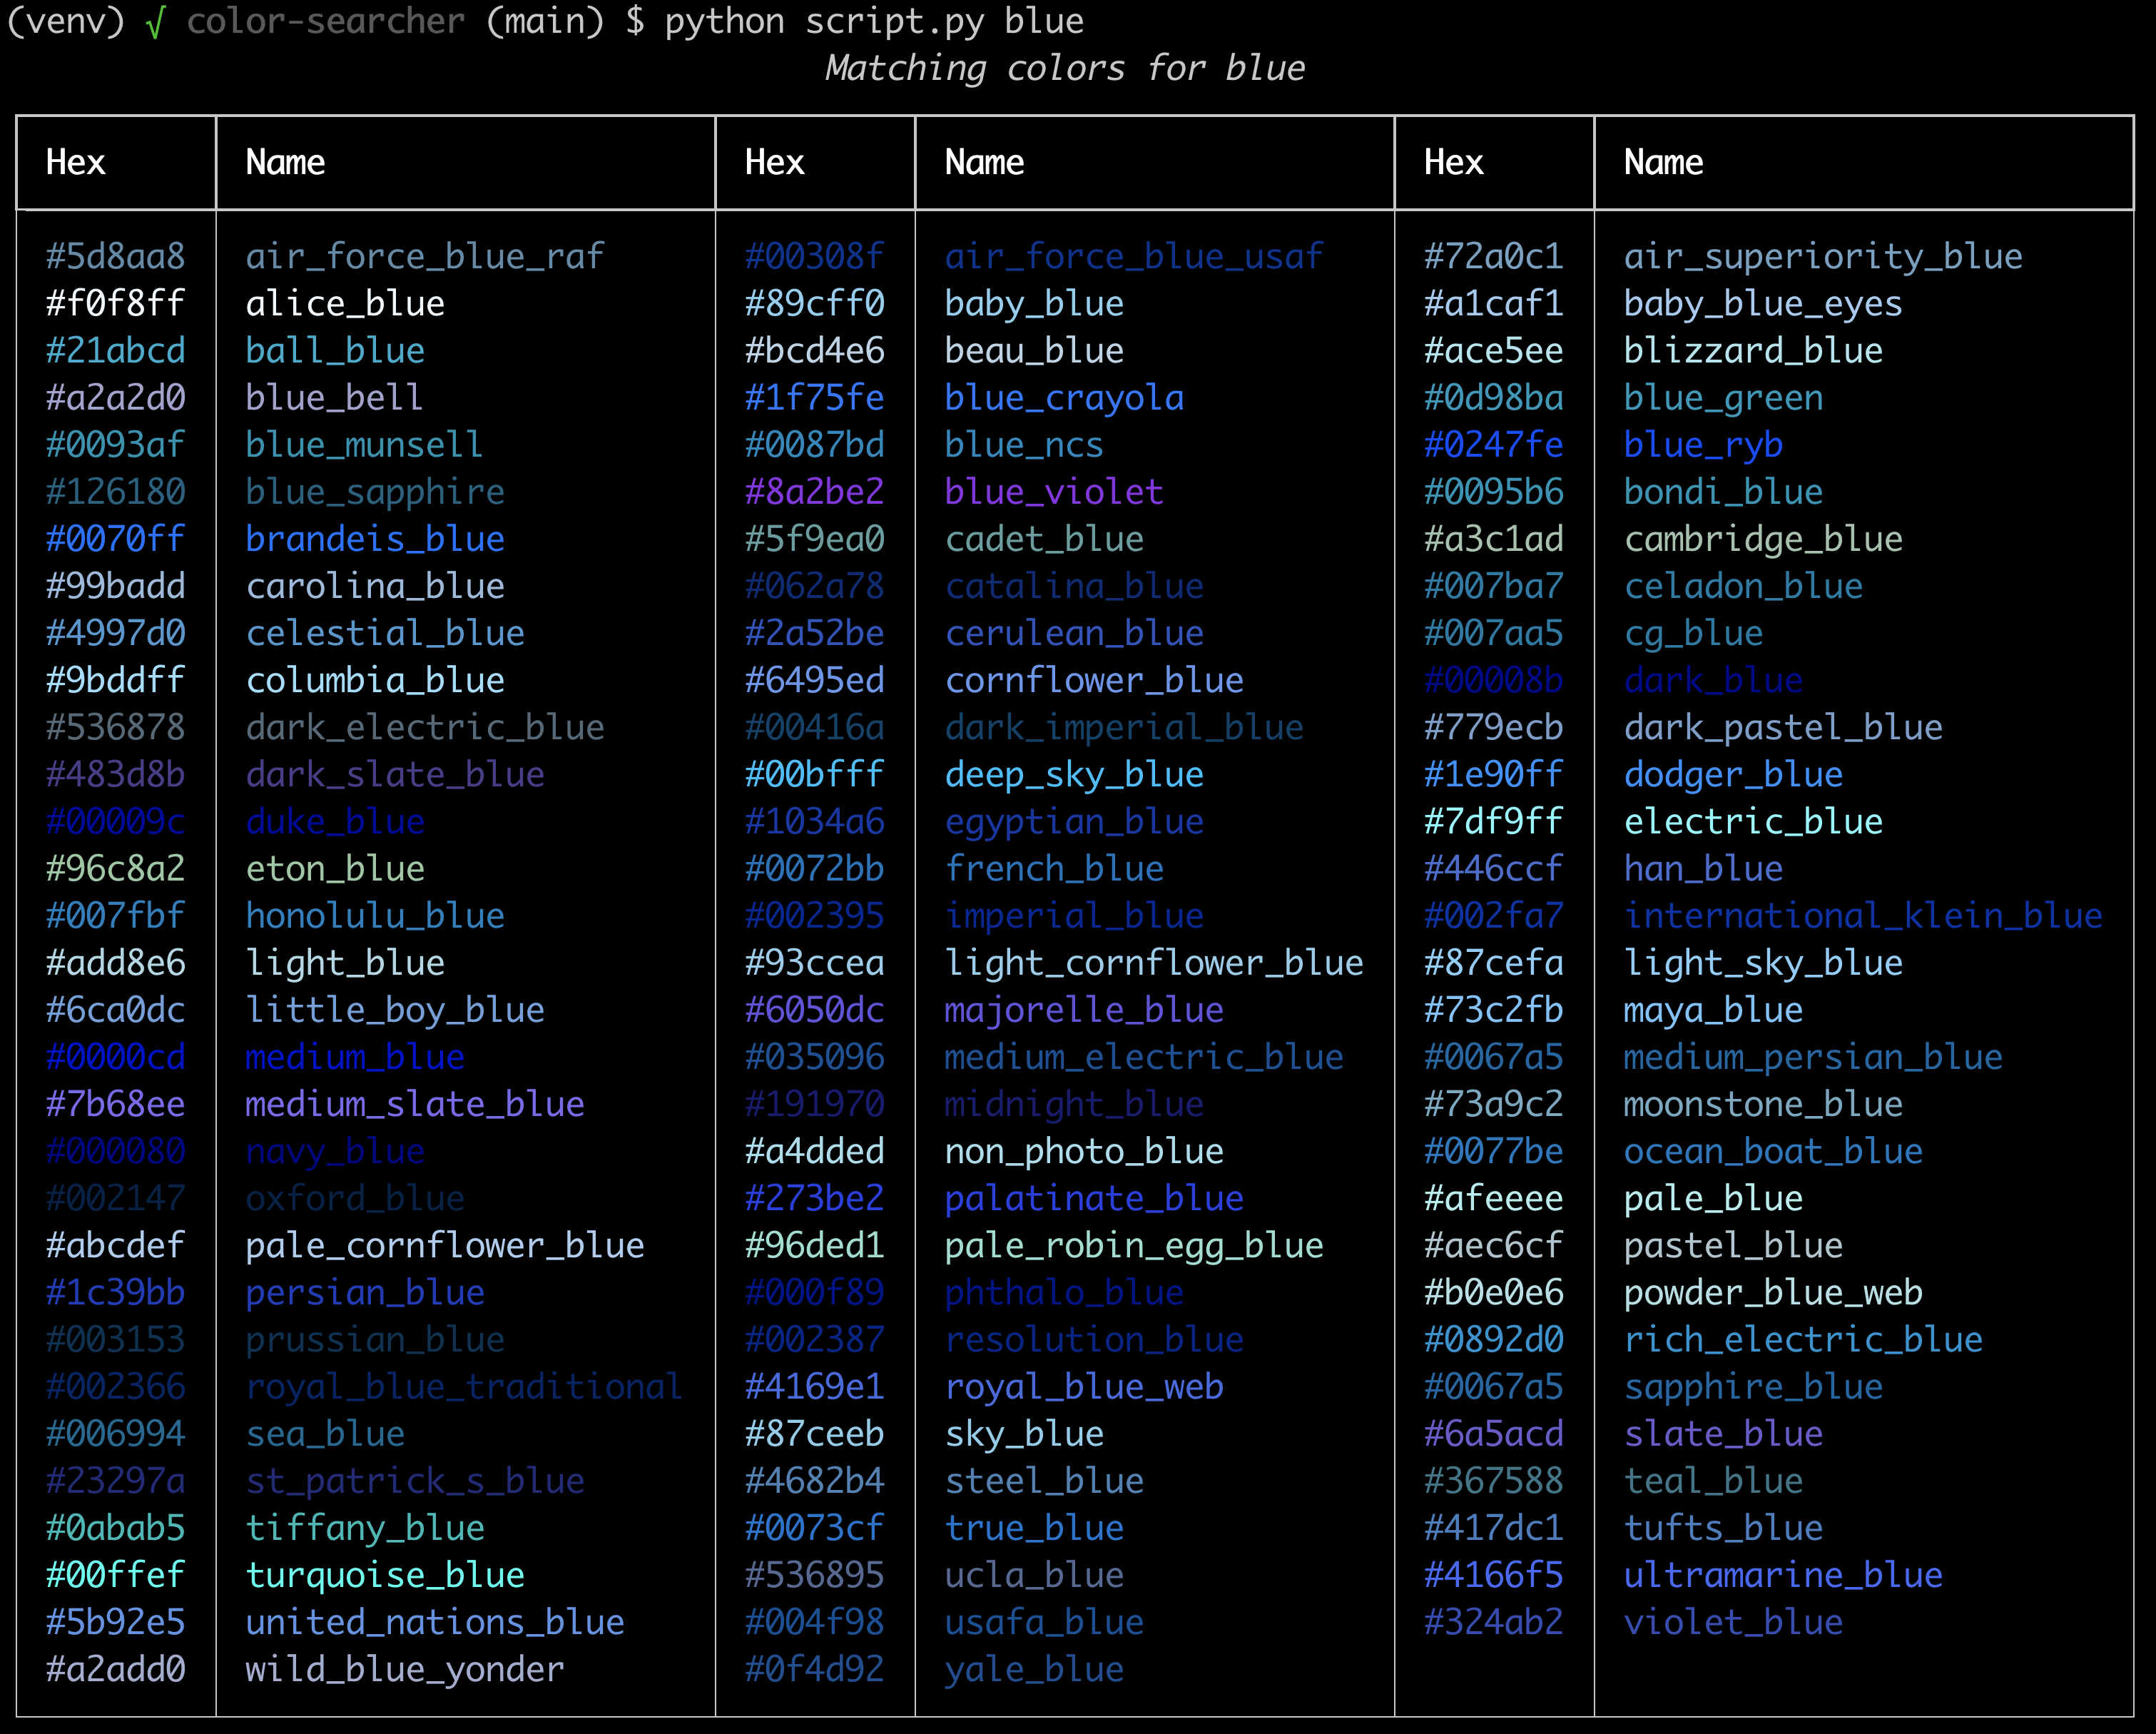 (venv) √ color-searcher (main) $ python script.py blue
Matching colors for blue
Hex Name Hex Name Hex Name
#5d8aa8 air_force_blue_raf #00308f air_force_blue_usaf #72a0c1 air_superiority_blue
#f0f8ff alice_blue #89cff0 baby_blue #a1caf1 baby_blue_eyes
#21abcd ball_blue #bcd4e6 beau_blue #ace5ee blizzard_blue
#a2a2d0 blue_bell #1f75fe blue_crayola #0d98ba blue_green
#0093af blue_munsell #0087bd blue_ncs #0247fe blue_ryb
#126180 blue_sapphire #8a2be2 blue_violet #0095b6 bondi_blue
#0070ff brandeis_blue #5f9ea0 cadet_blue #a3c1ad cambridge_blue
#99badd carolina_blue #062a78 catalina_blue #007ba7 celadon_blue
#4997d0 celestial_blue #2a52be cerulean_blue #007aa5 cg_blue
#9bddff columbia_blue #6495ed cornflower_blue #00008b dark_blue
#536878 dark_electric_blue #00416a dark_imperial_blue #779ecb dark_pastel_blue
#483d8b dark_slate_blue #00bfff deep_sky_blue #1e90ff dodger_blue
#00009c duke_blue #1034a6 egyptian_blue #7df9ff electric_blue
#96c8a2 eton_blue #0072bb french_blue #446ccf han_blue
#007fbf honolulu_blue #002395 imperial_blue #002fa7 international_klein_blue
#add8e6 light_blue #93ccea light_cornflower_blue #87cefa light_sky_blue
#6ca0dc little_boy_blue #6050dc majorelle_blue #73c2fb maya_blue
#0000cd medium_blue #035096 medium_electric_blue #0067a5 medium_persian_blue
#7b68ee medium_slate_blue #191970 midnight_blue #73a9c2 moonstone_blue
#000080 navy_blue #a4dded non_photo_blue #0077be ocean_boat_blue
#002147 oxford_blue #273be2 palatinate_blue #afeeee pale_blue
#abcdef pale_cornflower_blue #96ded1 pale_robin_egg_blue #aec6cf pastel_blue
#1c39bb persian_blue #000f89 phthalo_blue #b0e0e6 powder_blue_web
#003153 prussian_blue #002387 resolution_blue #0892d0 rich_electric_blue
#002366 royal_blue_traditional #4169e1 royal_blue_web #0067a5 sapphire_blue
#006994 sea_blue #87ceeb sky_blue #6a5acd slate_blue
#23297a st_patrick_s_blue #4682b4 steel_blue #367588 teal_blue
#0abab5 tiffany_blue #0073cf true_blue #417dc1 tufts_blue
#00ffef turquoise_blue #536895 ucla_blue #4166f5 ultramarine_blue
#5b92e5 united_nations_blue #004f98 usafa_blue #324ab2 violet_blue
#a2add0 wild_blue_yonder #0f4d92 yale_blue